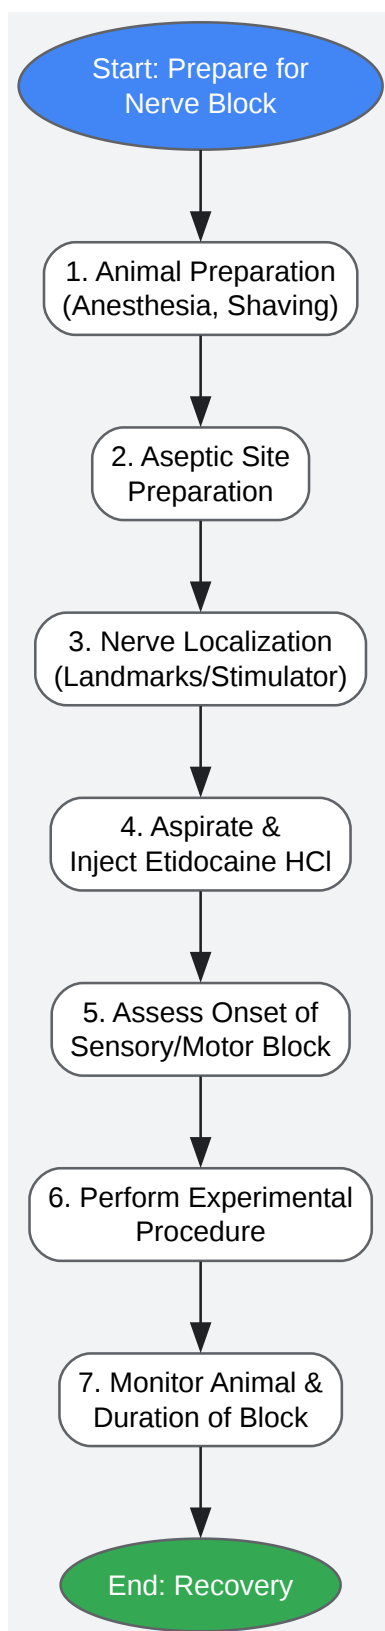 Start: Prepare for
Nerve Block
1. Animal Preparation
(Anesthesia, Shaving)
2. Aseptic Site
Preparation
3. Nerve Localization
(Landmarks/Stimulator)
4. Aspirate &
Inject Etidocaine HCl
5. Assess Onset of
Sensory/Motor Block
6. Perform Experimental
Procedure
7. Monitor Animal &
Duration of Block
End: Recovery